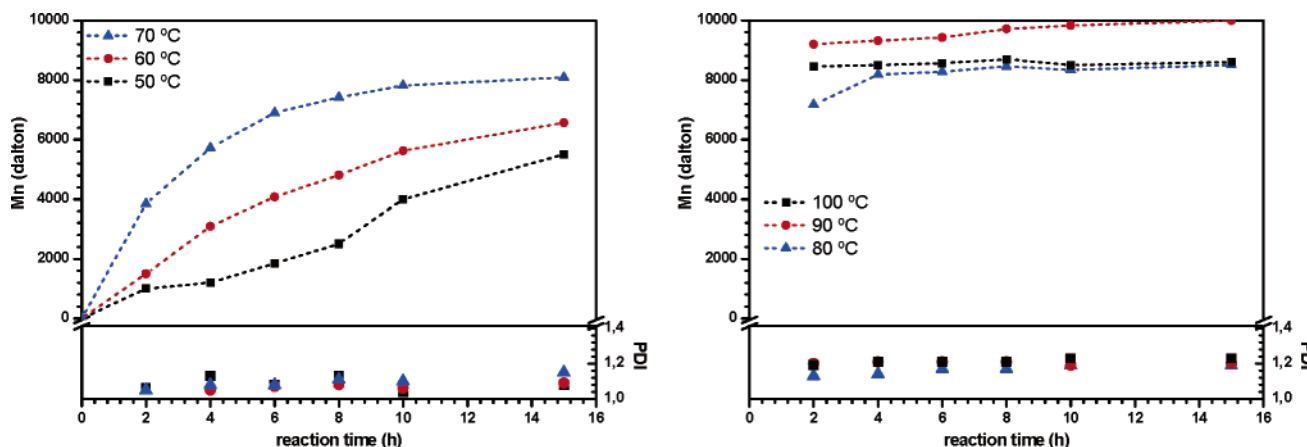 10000
8000
6000
4000
2000
0
Mn (dalton)
70 ºC
60 ºC
50 ºC
1,4
1,2
1,0
PDI
0 2 4 6 8 10 12 14 16
reaction time (h)
10000
8000
6000
4000
2000
0
Mn (dalton)
100 ºC
90 ºC
80 ºC
1,4
1,2
1,0
PDI
0 2 4 6 8 10 12 14 16
reaction time (h)